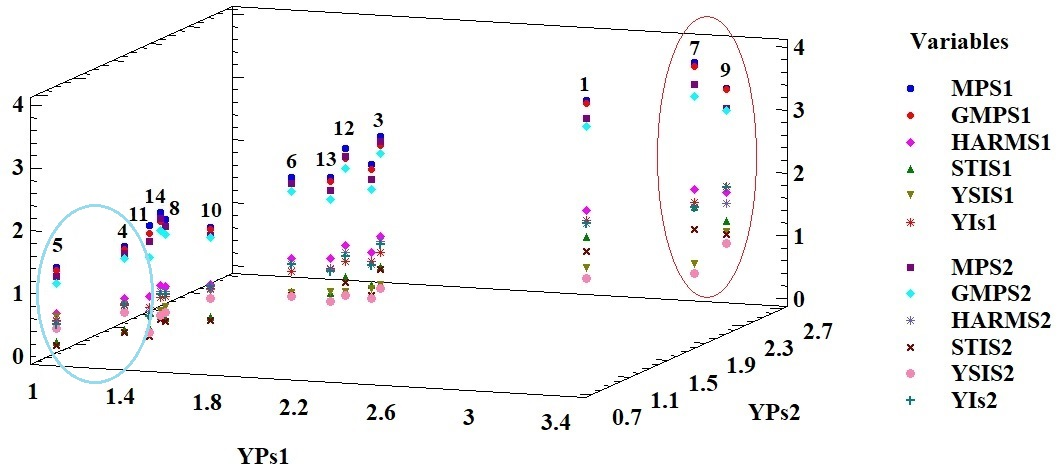 Variables
MPS1
GMPS1
HARMS1
STIS1
YSIS1
YIs1
MPS2
GMPS2
HARMS2
STIS2
YSIS2
YIs2
4
3
2
1
0
4
3
2
1
0
5
4
11
14
8
10
6
13
12
3
1
7
9
1
1.4
1.8
2.2
2.6
3
3.4
YPs1
0.7
1.1
1.5
1.9
2.3
2.7
YPs2